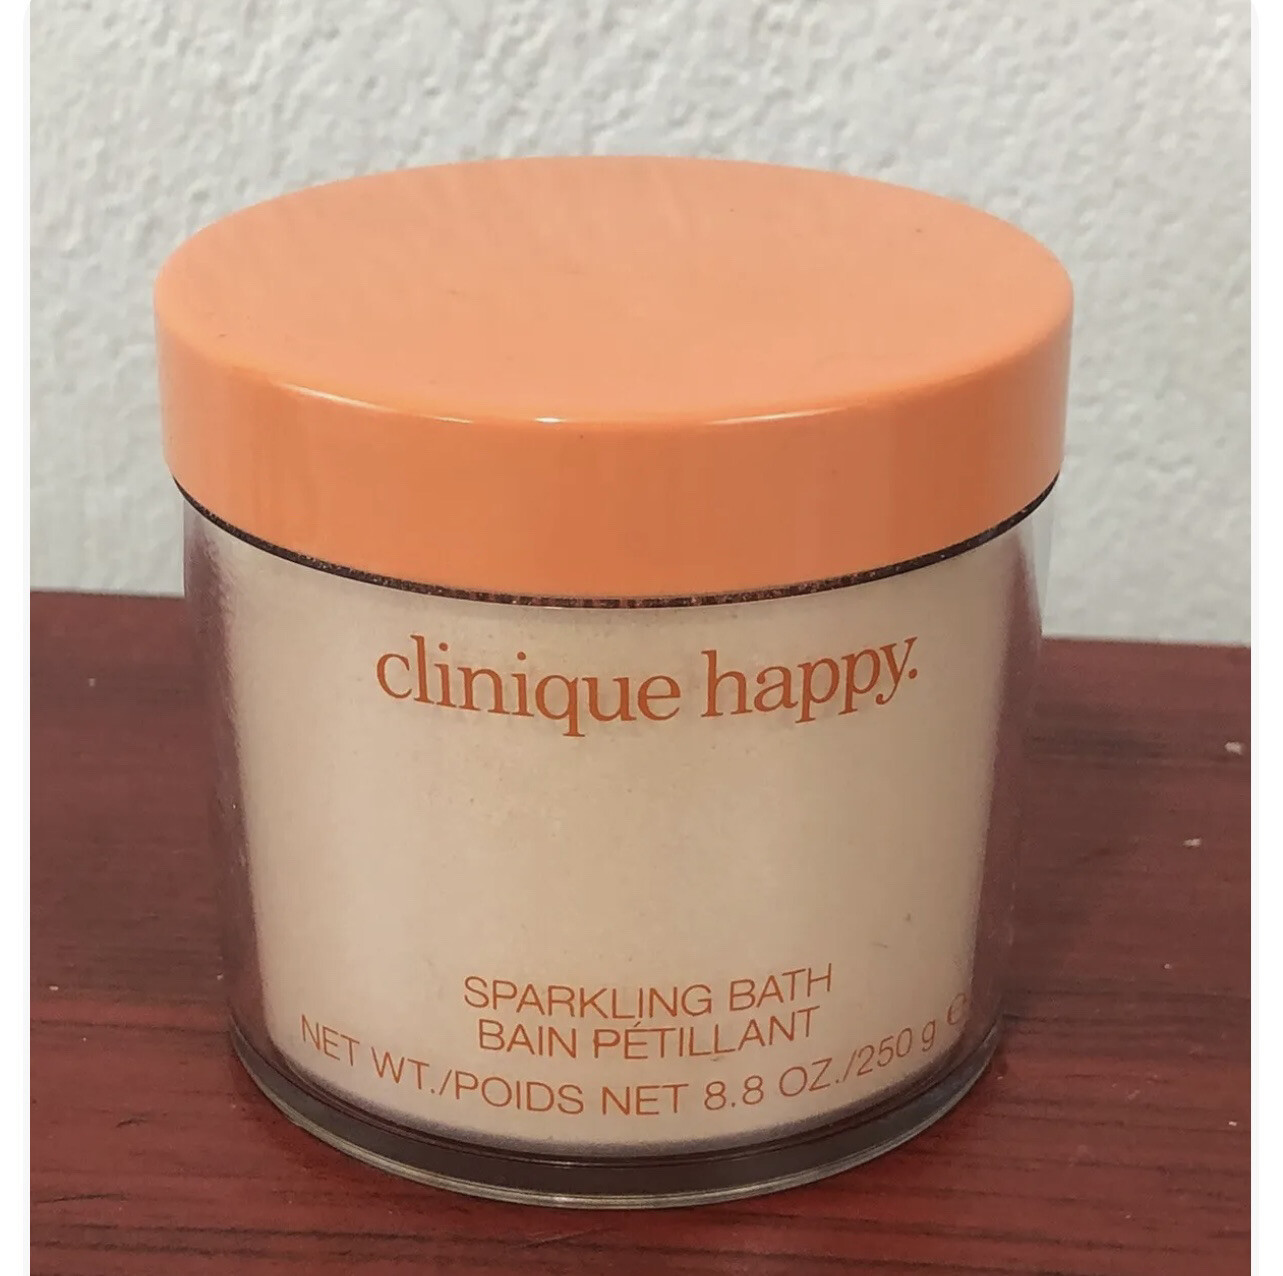 clinique happy.
SPARKLING BATH
BAIN PÉTILLANT
NET WT./POIDS NET 8.8 OZ./250 g e